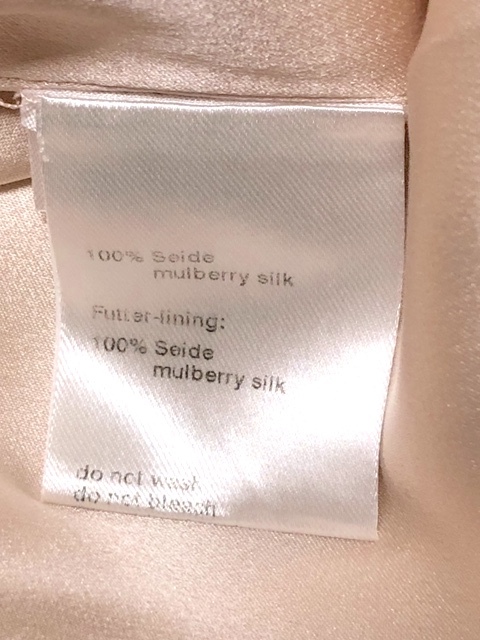 100% Seide
mulberry silk
Futter-lining:
100% Seide
mulberry silk
do not wash
do not bleach